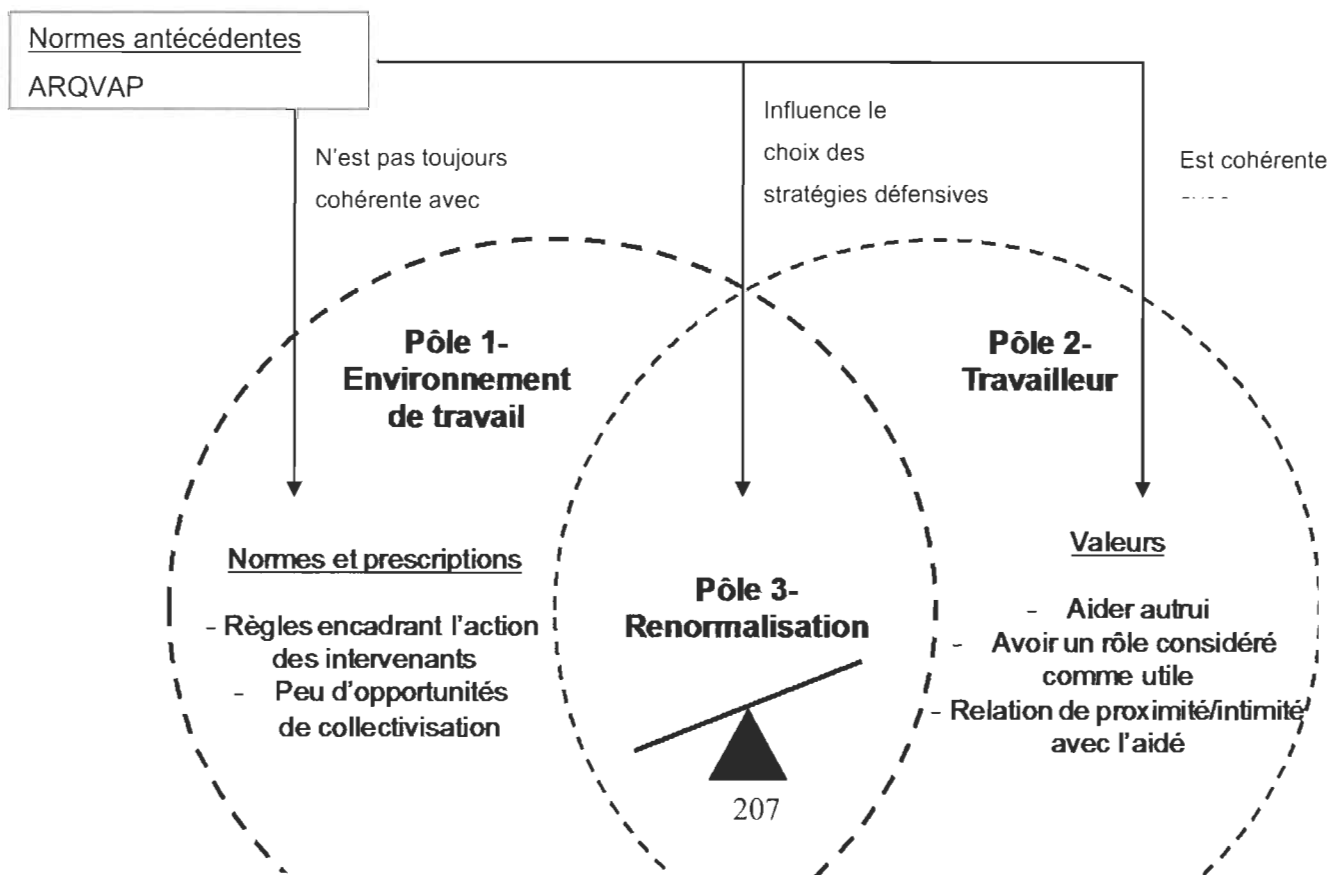 Normes antécédentes
ARQVAP
N'est pas toujours
cohérente avec
Influence le
choix des
stratégies défensives
Est cohérente
Pôle 1-
Environnement
de travail
Pôle 2-
Travailleur
Normes et prescriptions
- Règles encadrant l'action
des intervenants
- Peu d'opportunités
de collectivisation
Pôle 3-
Renormalisation
Valeurs
- Aider autrui
- Avoir un rôle considéré
comme utile
- Relation de proximité/intimité
avec l'aidé
207